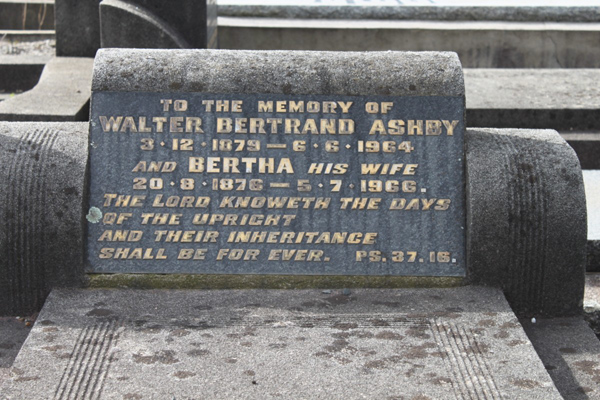 TO THE MEMORY OF
WALTER BERTRAND ASHBY
3·12·1879 — 6·6·1964
AND BERTHA HIS WIFE
20·8·1876 — 5·7·1966.
THE LORD KNOWETH THE DAYS
OF THE UPRIGHT
AND THEIR INHERITANCE
SHALL BE FOR EVER. PS. 37. 18.